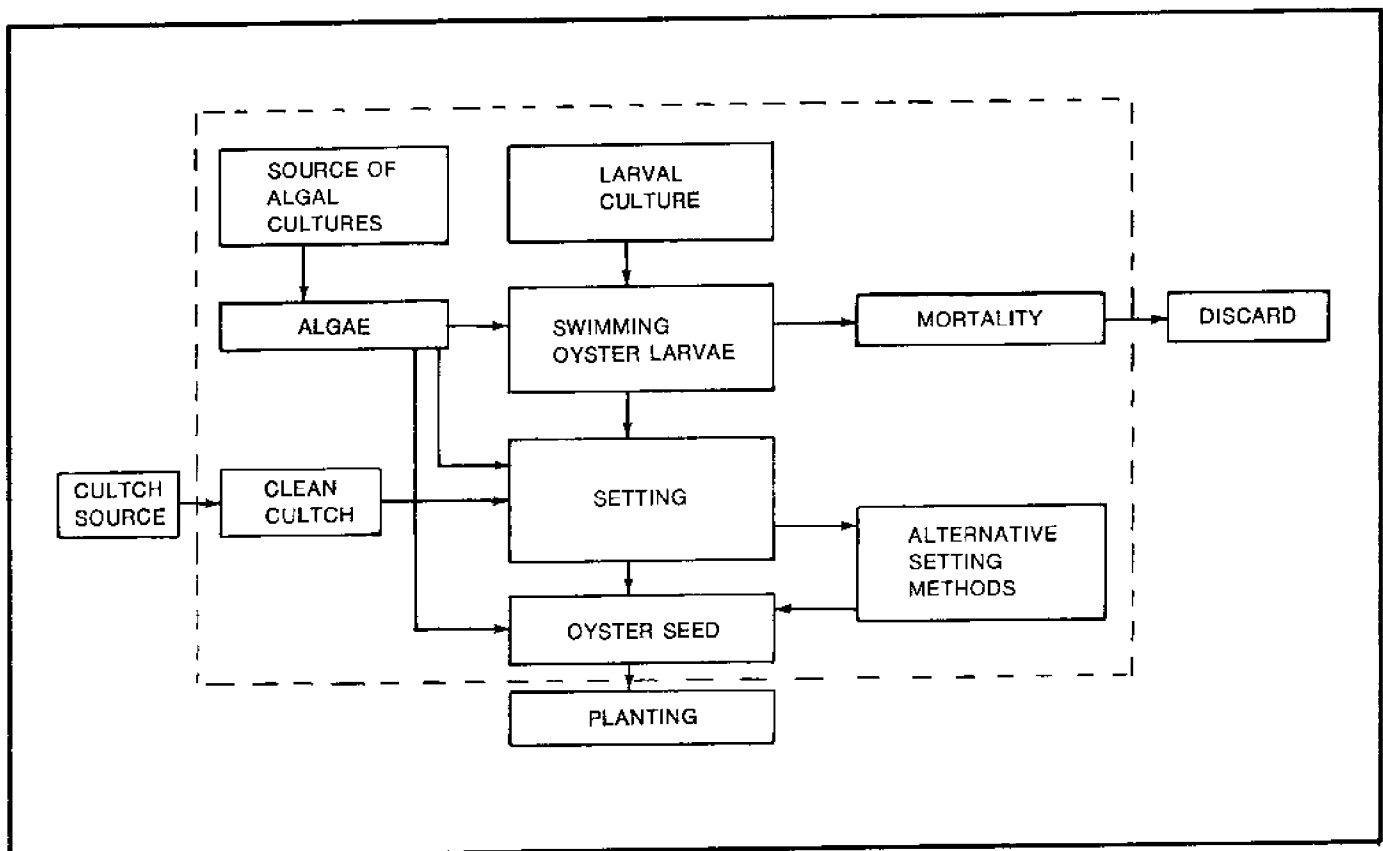 SOURCE OF
ALGAL
CULTURES
LARVAL
CULTURE
ALGAE
SWIMMING
OYSTER LARVAE
MORTALITY
DISCARD
CULTCH
SOURCE
CLEAN
CULTCH
SETTING
ALTERNATIVE
SETTING
METHODS
OYSTER SEED
PLANTING